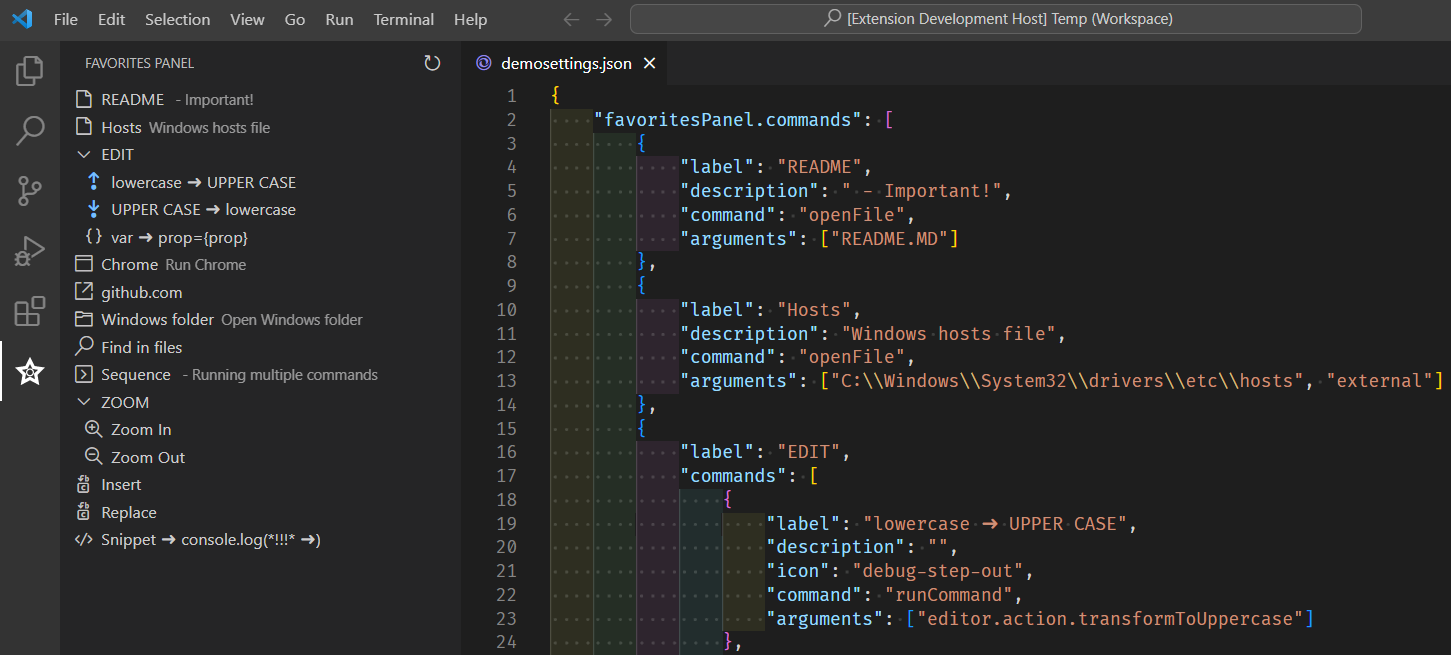 File Edit Selection View Go Run Terminal Help
[Extension Development Host] Temp (Workspace)
FAVORITES PANEL
README - Important!
Hosts Windows hosts file
EDIT
lowercase ➔ UPPER CASE
UPPER CASE ➔ lowercase
var ➔ prop={prop}
Chrome Run Chrome
github.com
Windows folder Open Windows folder
Find in files
Sequence - Running multiple commands
ZOOM
Zoom In
Zoom Out
Insert
Replace
Snippet ➔ console.log(*!!!* ➔)
demosettings.json
1 {
2 "favoritesPanel.commands": [
3 {
4 "label": "README",
5 "description": " - Important!",
6 "command": "openFile",
7 "arguments": ["README.MD"]
8 },
9 {
10 "label": "Hosts",
11 "description": "Windows hosts file",
12 "command": "openFile",
13 "arguments": ["C:\\Windows\\System32\\drivers\\etc\\hosts", "external"]
14 },
15 {
16 "label": "EDIT",
17 "commands": [
18 {
19 "label": "lowercase ➔ UPPER CASE",
20 "description": "",
21 "icon": "debug-step-out",
22 "command": "runCommand",
23 "arguments": ["editor.action.transformToUppercase"]
24 },